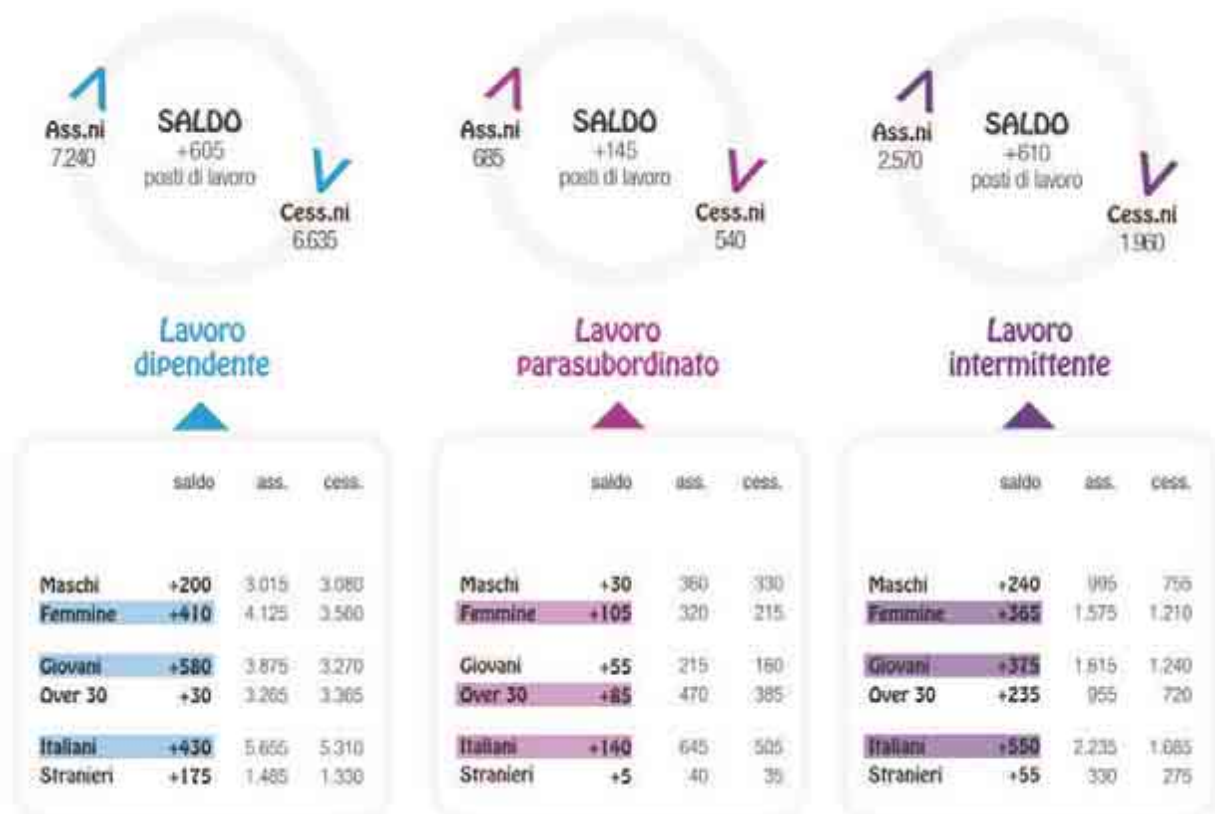 Ass.ni
7.240
SALDO
+605
posti di lavoro
Cess.ni
6.635
Lavoro
dipendente
Ass.ni
685
SALDO
+145
posti di lavoro
Cess.ni
540
Lavoro
parasubordinato
Ass.ni
2.570
SALDO
+610
posti di lavoro
Cess.ni
1.960
Lavoro
intermittente
saldo ass. cess.
Maschi +200 3.015 3.080
Femmine +410 4.125 3.560
Giovani +580 3.875 3.270
Over 30 +30 3.265 3.365
Italiani +430 5.655 5.310
Stranieri +175 1.485 1.330
saldo ass. cess.
Maschi +30 360 330
Femmine +105 320 215
Giovani +55 215 160
Over 30 +85 470 385
Italiani +140 645 505
Stranieri +5 40 35
saldo ass. cess.
Maschi +240 995 755
Femmine +365 1.575 1.210
Giovani +375 1.615 1.240
Over 30 +235 955 720
Italiani +550 2.235 1.685
Stranieri +55 330 275